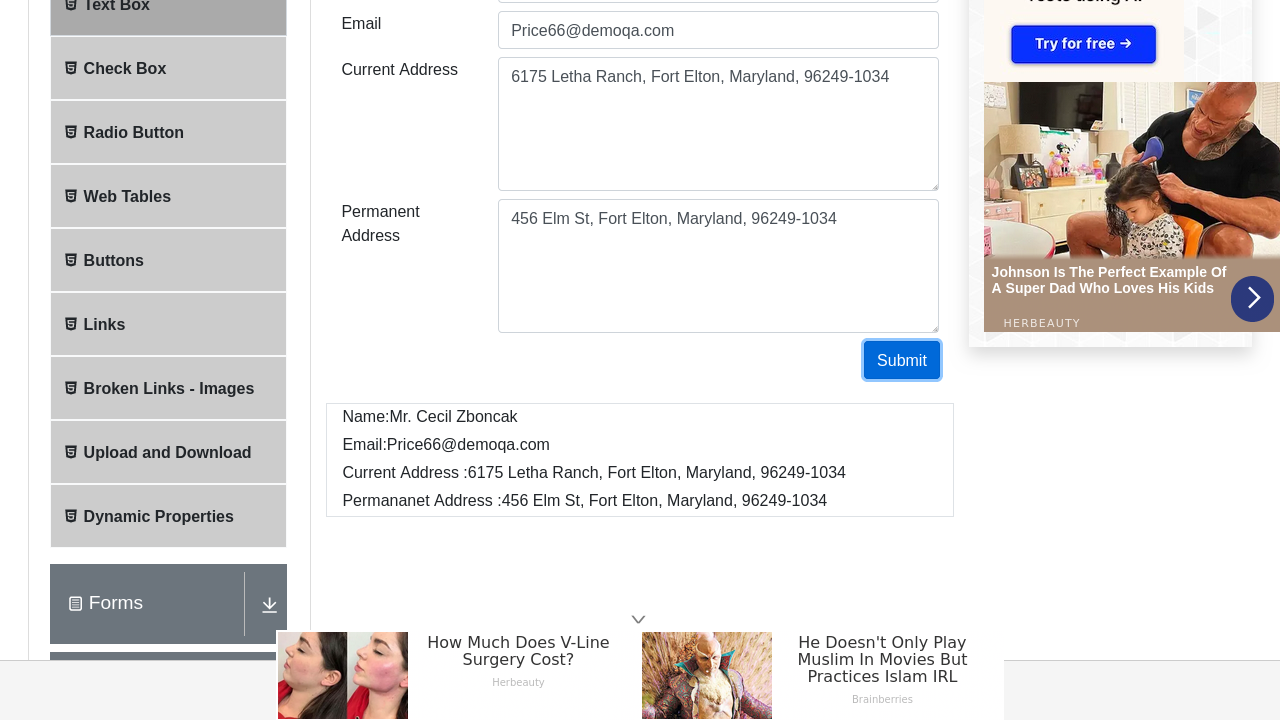 Text Box
Check Box
Radio Button
Web Tables
Buttons
Links
Broken Links - Images
Upload and Download
Dynamic Properties
Forms
Email
Price66@demoqa.com
Current Address
6175 Letha Ranch, Fort Elton, Maryland, 96249-1034
Permanent
Address
456 Elm St, Fort Elton, Maryland, 96249-1034
Submit
Name:Mr. Cecil Zboncak
Email:Price66@demoqa.com
Current Address :6175 Letha Ranch, Fort Elton, Maryland, 96249-1034
Permananet Address :456 Elm St, Fort Elton, Maryland, 96249-1034
Try for free →
Johnson Is The Perfect Example Of
A Super Dad Who Loves His Kids
HERBEAUTY
How Much Does V-Line
Surgery Cost?
Herbeauty
He Doesn't Only Play
Muslim In Movies But
Practices Islam IRL
Brainberries